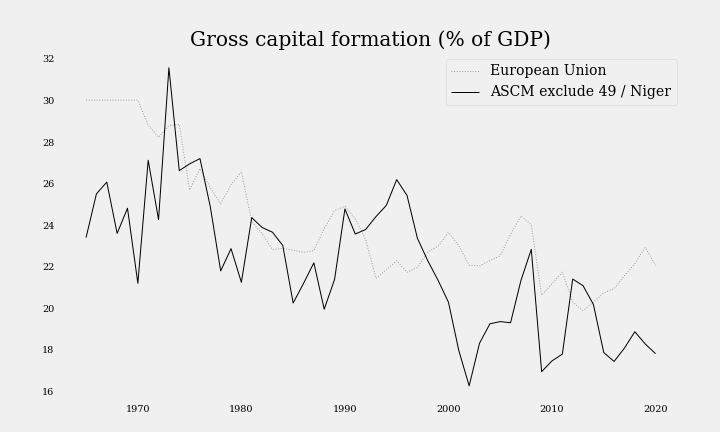 Gross capital formation (% of GDP)
European Union
ASCM exclude 49 / Niger
32
30
28
26
24
22
20
18
16
1970 1980 1990 2000 2010 2020